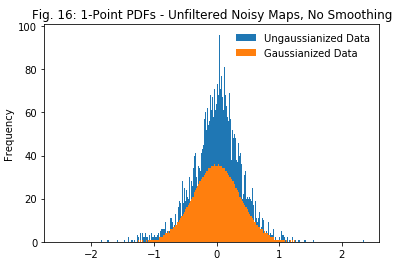 Fig. 16: 1-Point PDFs - Unfiltered Noisy Maps, No Smoothing
Ungaussianized Data
Gaussianized Data
Frequency
100
80
60
40
20
0
−2
−1
0
1
2